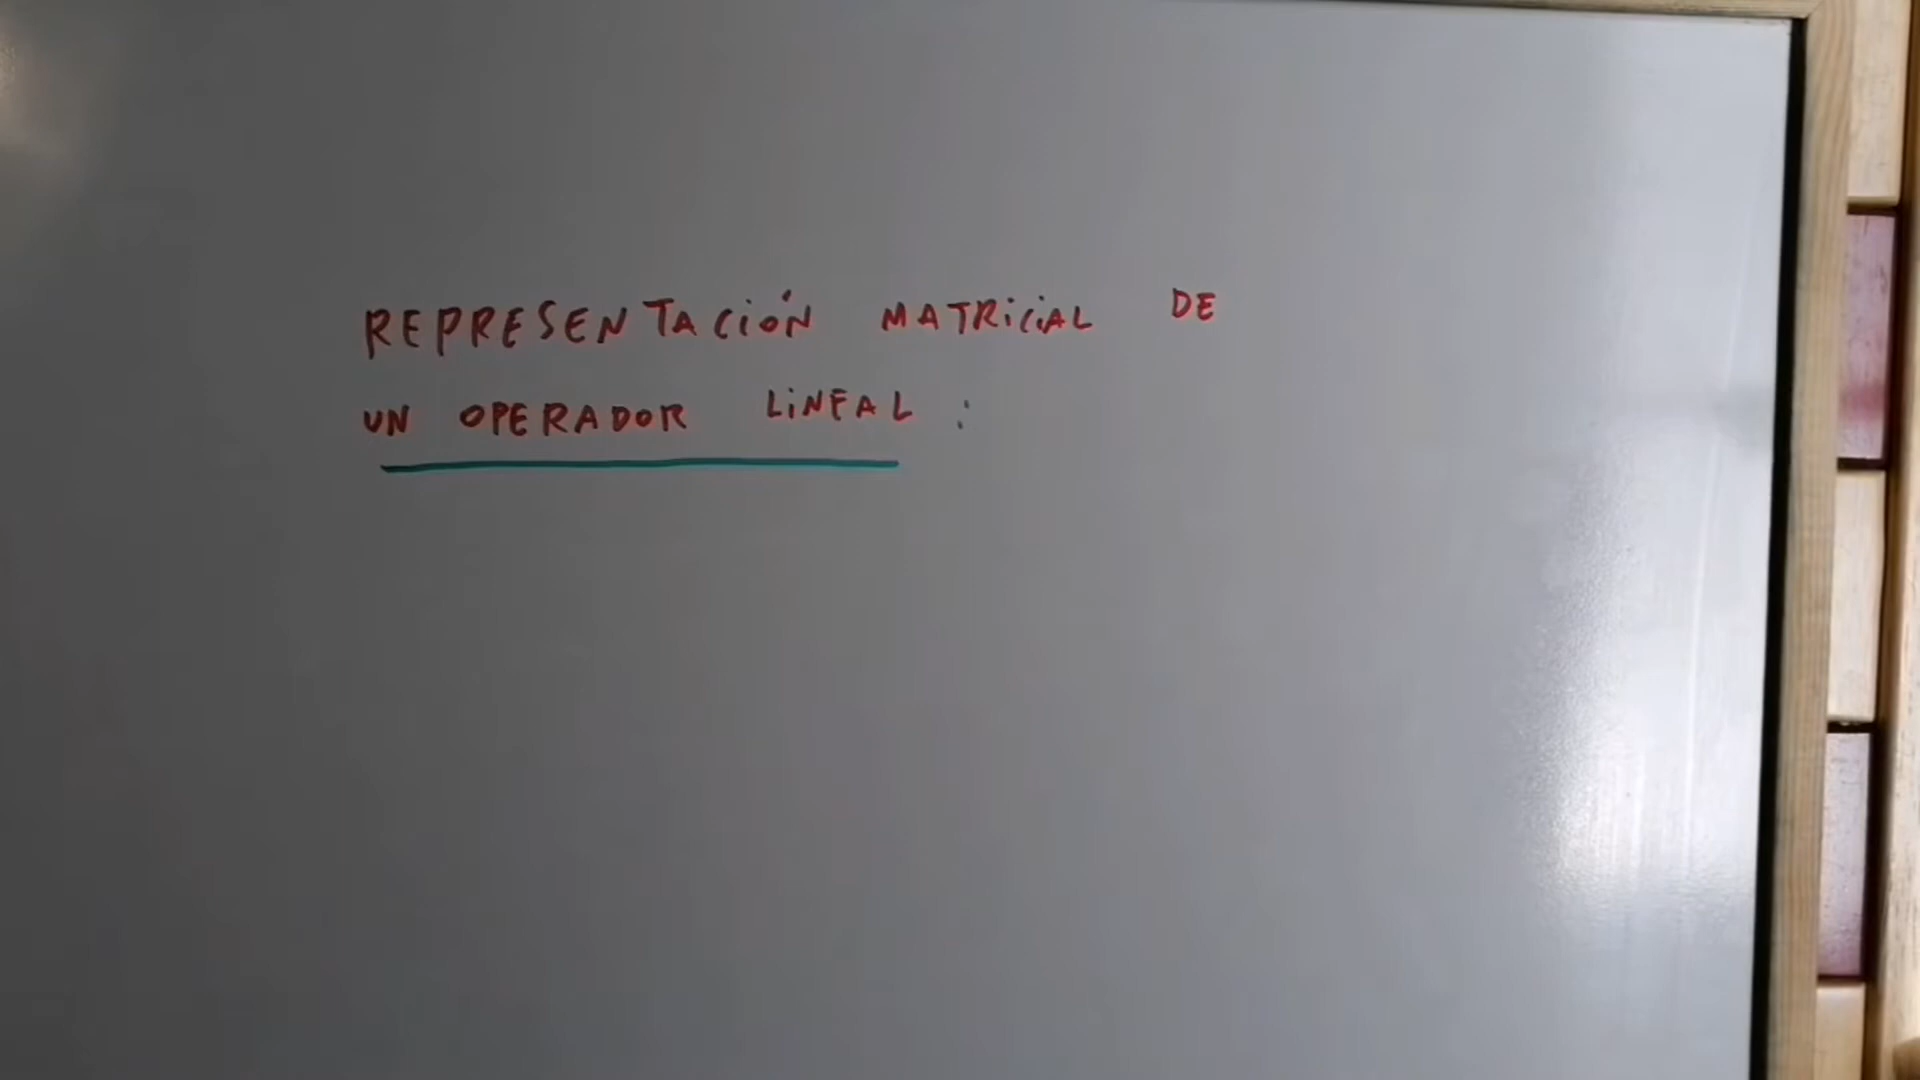 REPRESENTACIÓN MATRICIAL DE
UN OPERADOR LINEAL :